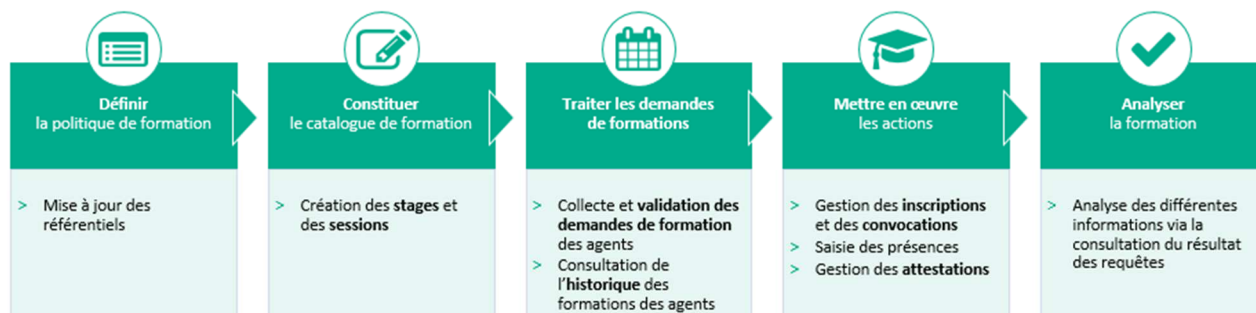 Définir
la politique de formation
> Mise à jour des
référentiels
Constituer
le catalogue de formation
> Création des stages et
des sessions
Traiter les demandes
de formations
> Collecte et validation des
demandes de formation
des agents
> Consultation de
l'historique des
formations des agents
Mettre en œuvre
les actions
> Gestion des inscriptions
et des convocations
> Saisie des présences
> Gestion des attestations
Analyser
la formation
> Analyse des différentes
informations via la
consultation du résultat
des requêtes